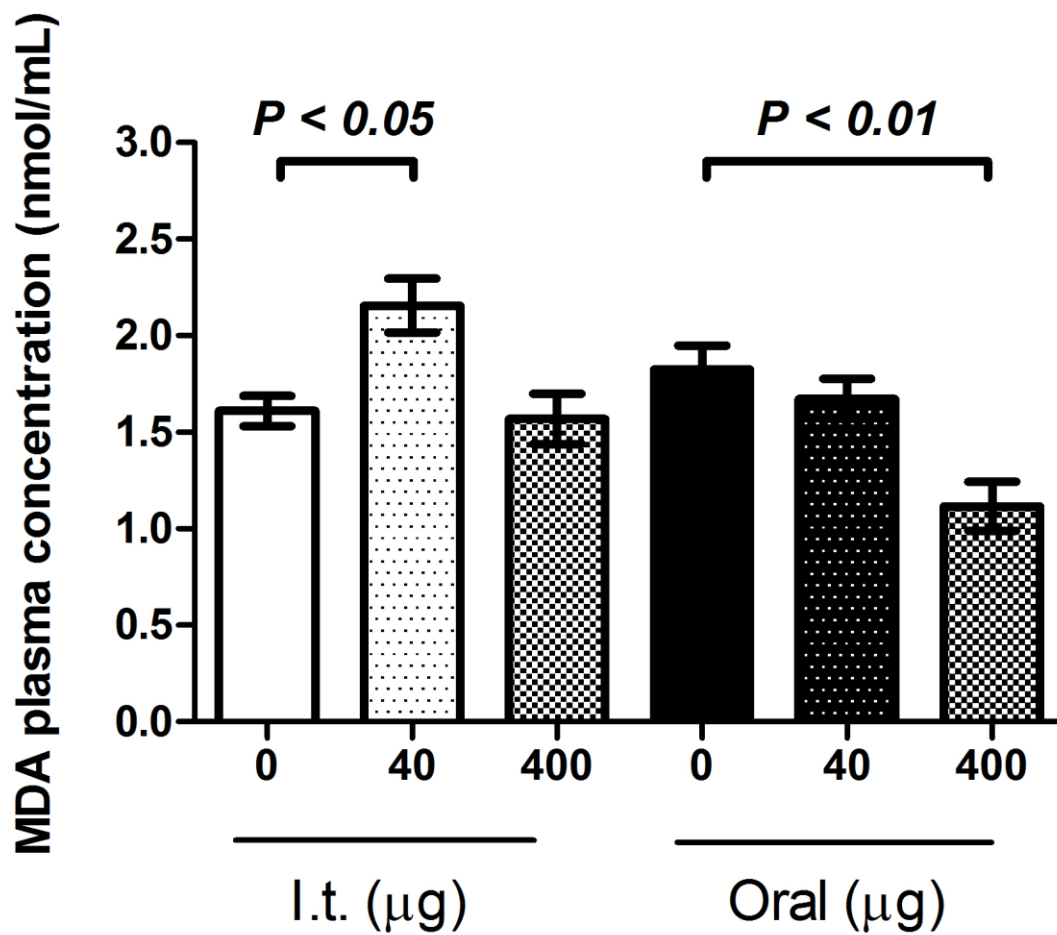 MDA plasma concentration (nmol/mL)
P < 0.05
P < 0.01
3.0
2.5
2.0
1.5
1.0
0.5
0.0
0 40 400 0 40 400
I.t. (μg) Oral (μg)